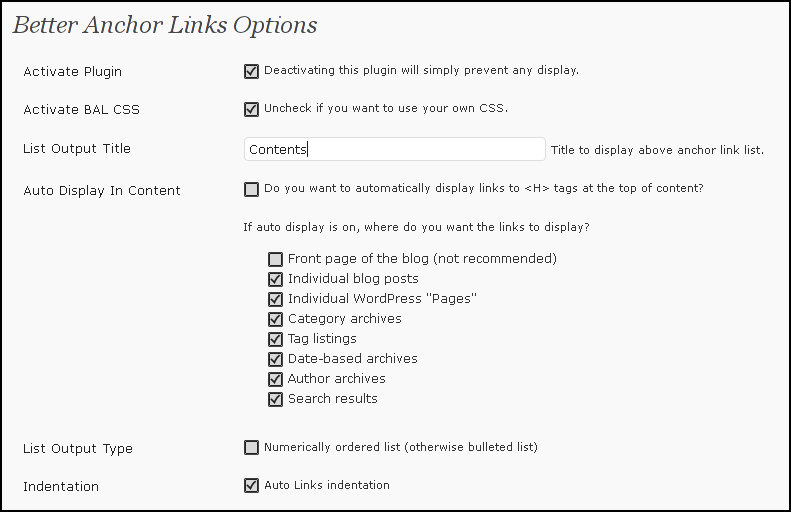 Better Anchor Links Options
Activate Plugin Deactivating this plugin will simply prevent any display.
Activate BAL CSS Uncheck if you want to use your own CSS.
List Output Title Contents Title to display above anchor link list.
Auto Display In Content Do you want to automatically display links to <H> tags at the top of content?
If auto display is on, where do you want the links to display?
Front page of the blog (not recommended)
Individual blog posts
Individual WordPress "Pages"
Category archives
Tag listings
Date-based archives
Author archives
Search results
List Output Type Numerically ordered list (otherwise bulleted list)
Indentation Auto Links indentation